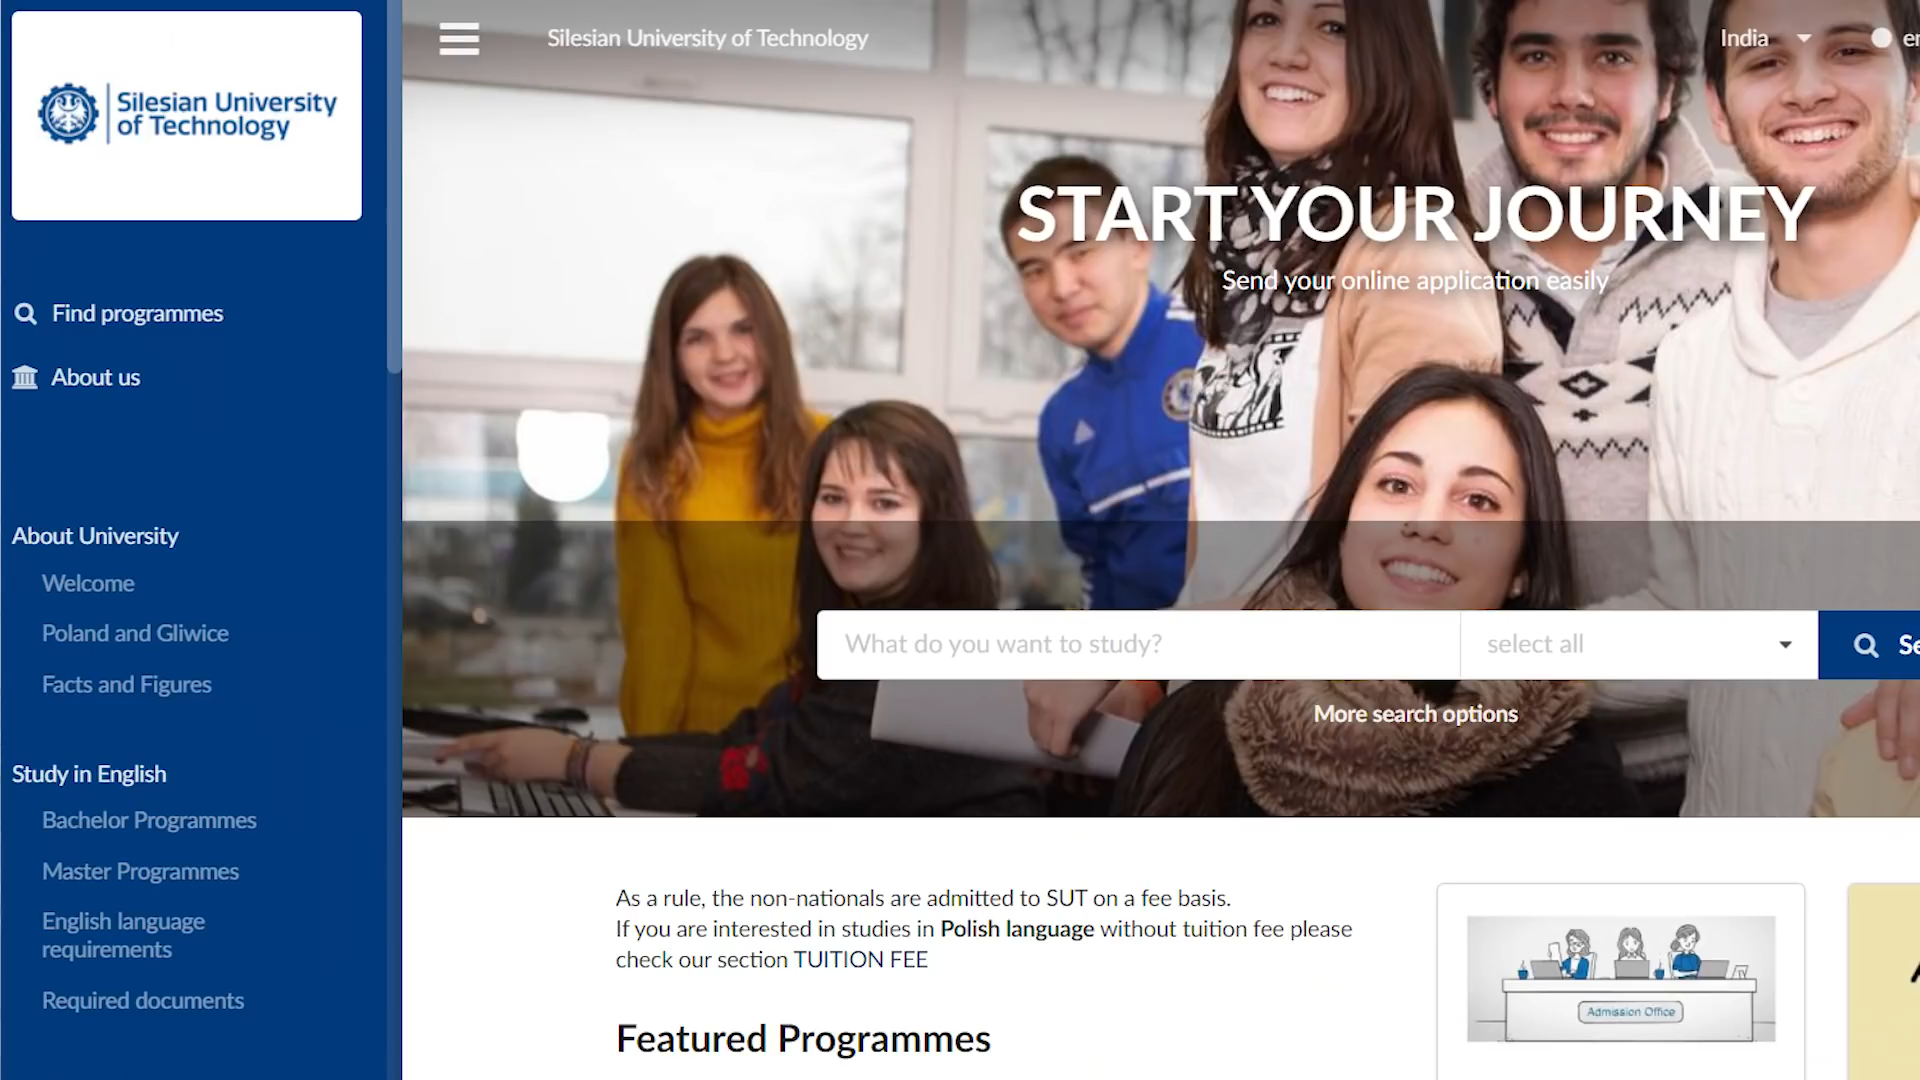 Silesian University
of Technology
Find programmes
About us
About University
Welcome
Poland and Gliwice
Facts and Figures
Study in English
Bachelor Programmes
Master Programmes
English language
requirements
Required documents
Silesian University of Technology
India
START YOUR JOURNEY
Send your online application easily
What do you want to study?
select all
More search options
As a rule, the non-nationals are admitted to SUT on a fee basis.
If you are interested in studies in Polish language without tuition fee please
check our section TUITION FEE
Featured Programmes
Admission Office